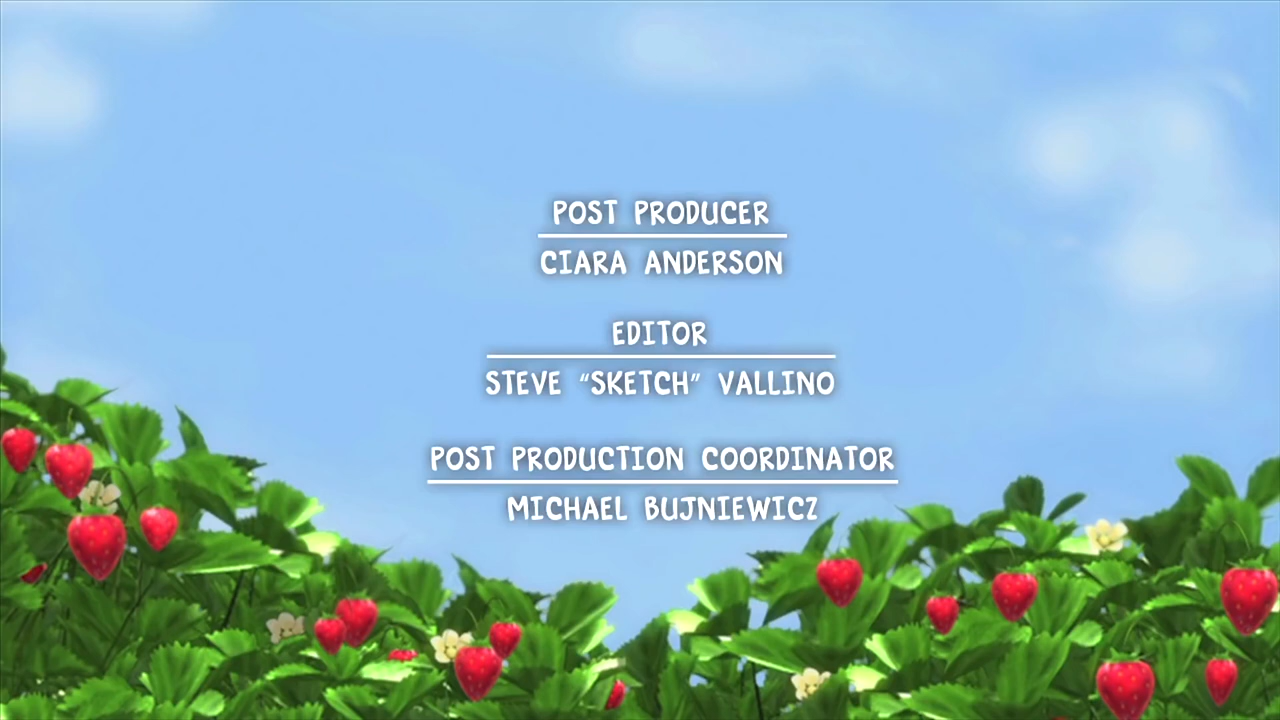 POST PRODUCER
CIARA ANDERSON
EDITOR
STEVE “SKETCH” VALLINO
POST PRODUCTION COORDINATOR
MICHAEL BUJNIEWICZ